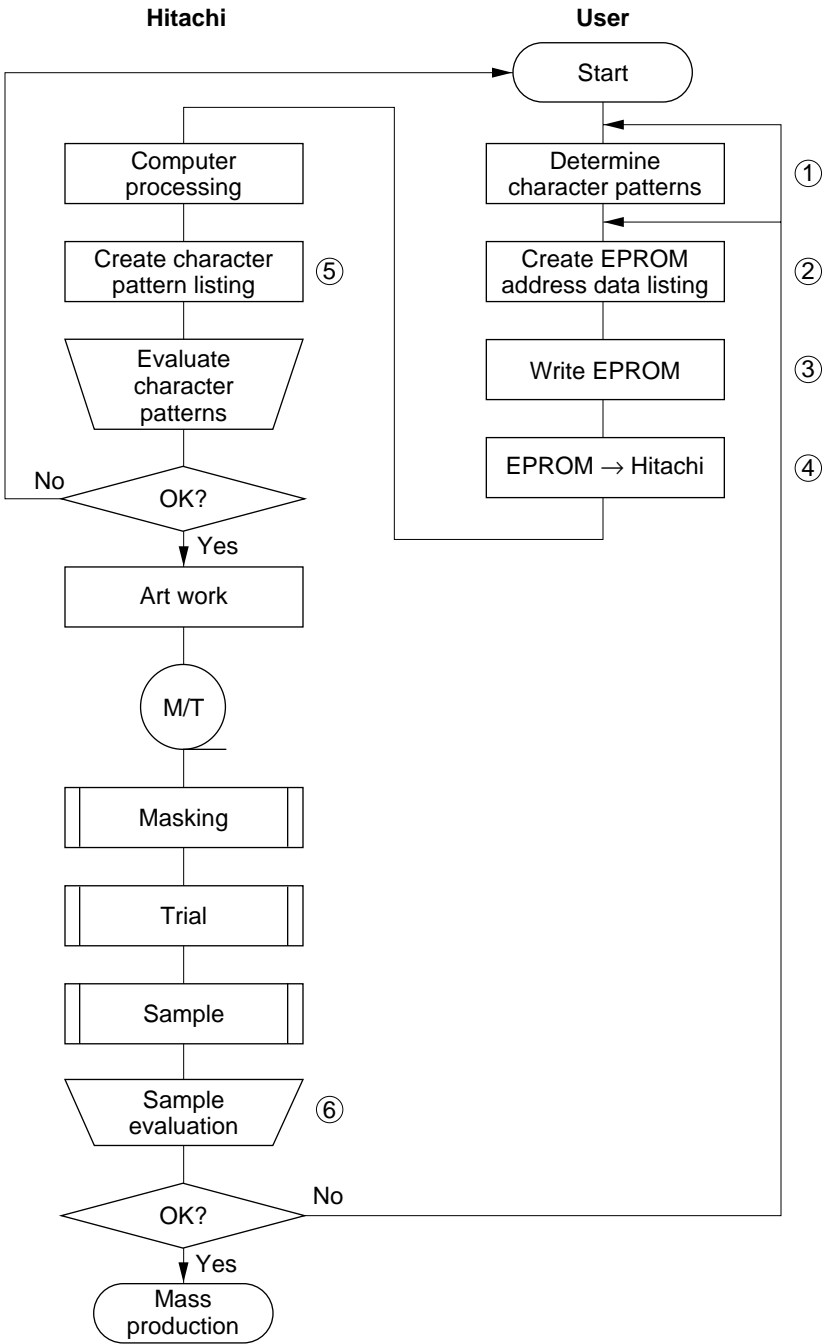 Hitachi
User
Start
Computer
processing
Determine
character patterns
①
Create character
pattern listing
⑤
Create EPROM
address data listing
②
Evaluate
character
patterns
Write EPROM
③
EPROM → Hitachi
④
No
OK?
Yes
Art work
M/T
Masking
Trial
Sample
Sample
evaluation
⑥
No
OK?
Yes
Mass
production